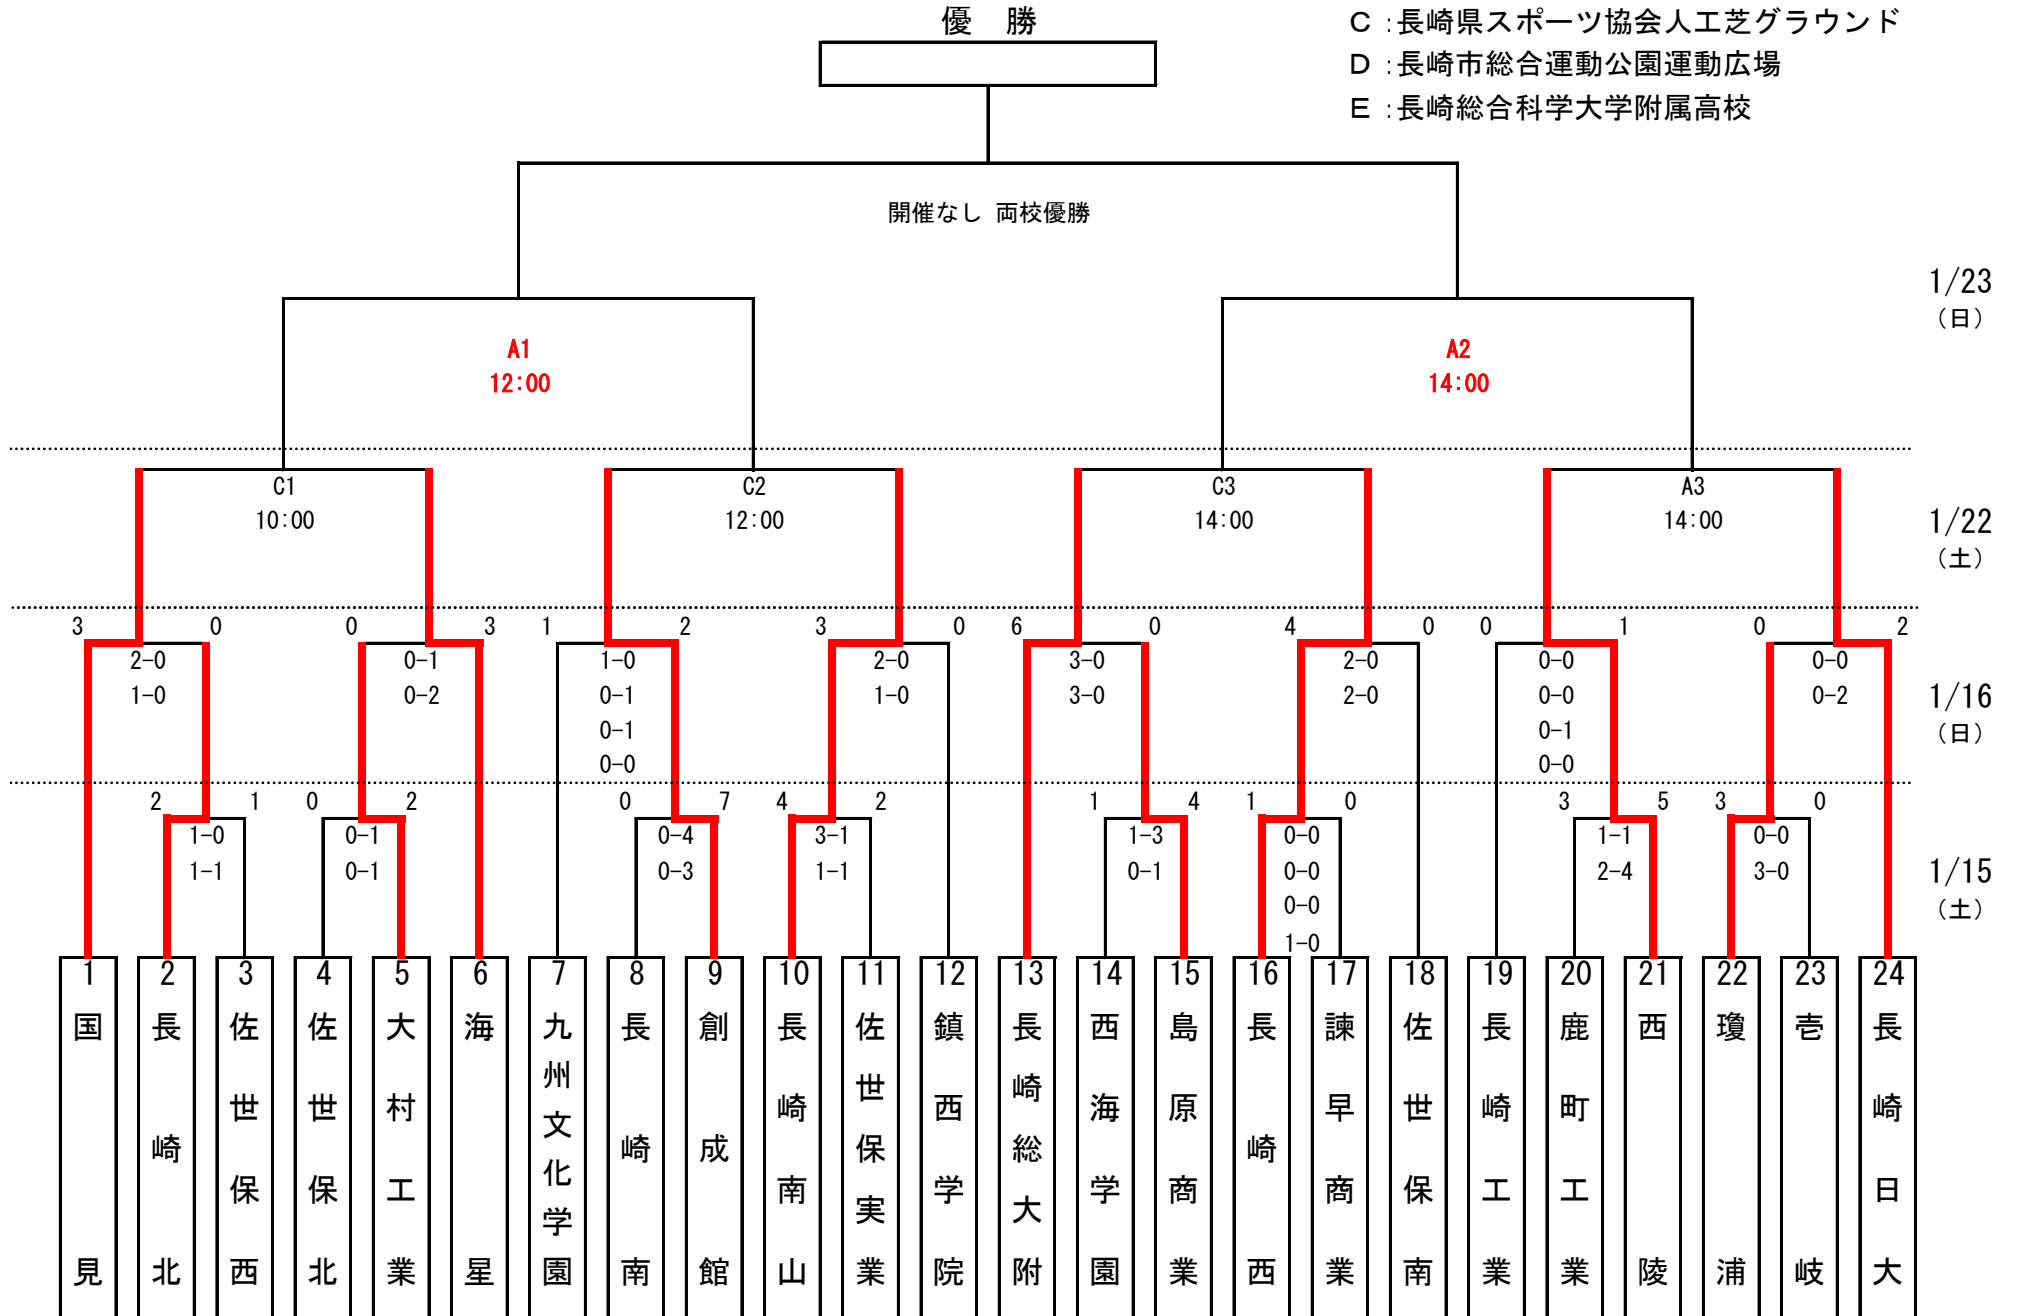 優　勝
C :長崎県スポーツ協会人工芝グラウンド
D :長崎市総合運動公園運動広場
E :長崎総合科学大学附属高校
開催なし 両校優勝
1/23
(日)
A1
12:00
A2
14:00
C1
10:00
C2
12:00
C3
14:00
A3
14:00
1/22
(土)
3 0 0 3 1 2 3 0 6 0 4 0 0 1 0 2
2-0 0-1 1-0 2-0 3-0 2-0 0-0 0-0
1-0 0-2 0-1 1-0 3-0 2-0 0-0 0-2
0-1 0-1
0-0 0-0
1/16
(日)
2 1 0 2 0 7 4 2 1 4 1 0 3 5 3 0
1-0 0-1 0-4 3-1 1-3 0-0 1-1 0-0
1-1 0-1 0-3 1-1 0-1 0-0 2-4 3-0
0-0
1-0
1/15
(土)
1 国見
2 長崎北
3 佐世保西
4 佐世保北
5 大村工業
6 海星
7 九州文化学園
8 長崎南
9 創成館
10 長崎南山
11 佐世保実業
12 鎮西学院
13 長崎総大附
14 西海学園
15 島原商業
16 長崎西
17 諫早商業
18 佐世保南
19 長崎工業
20 鹿町工業
21 西陵
22 瓊浦
23 壱岐
24 長崎日大